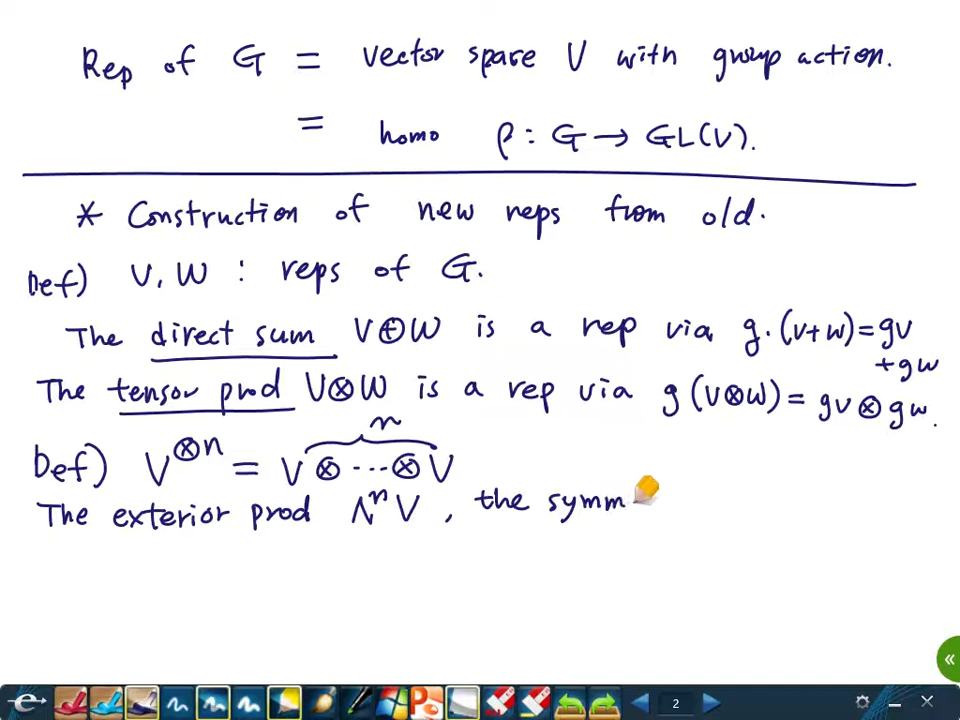 Rep of G = vector space V with group action.
= homo ρ : G → GL(V).
* Construction of new reps from old.
Def) V, W : reps of G.
The direct sum V⊕W is a rep via g.(v+w)=gv
+gw
The tensor prod V⊗W is a rep via g(v⊗w)= gv⊗gw.
n
Def) V^⊗n = V⊗···⊗V
The exterior prod Λ^n V, the symm
2